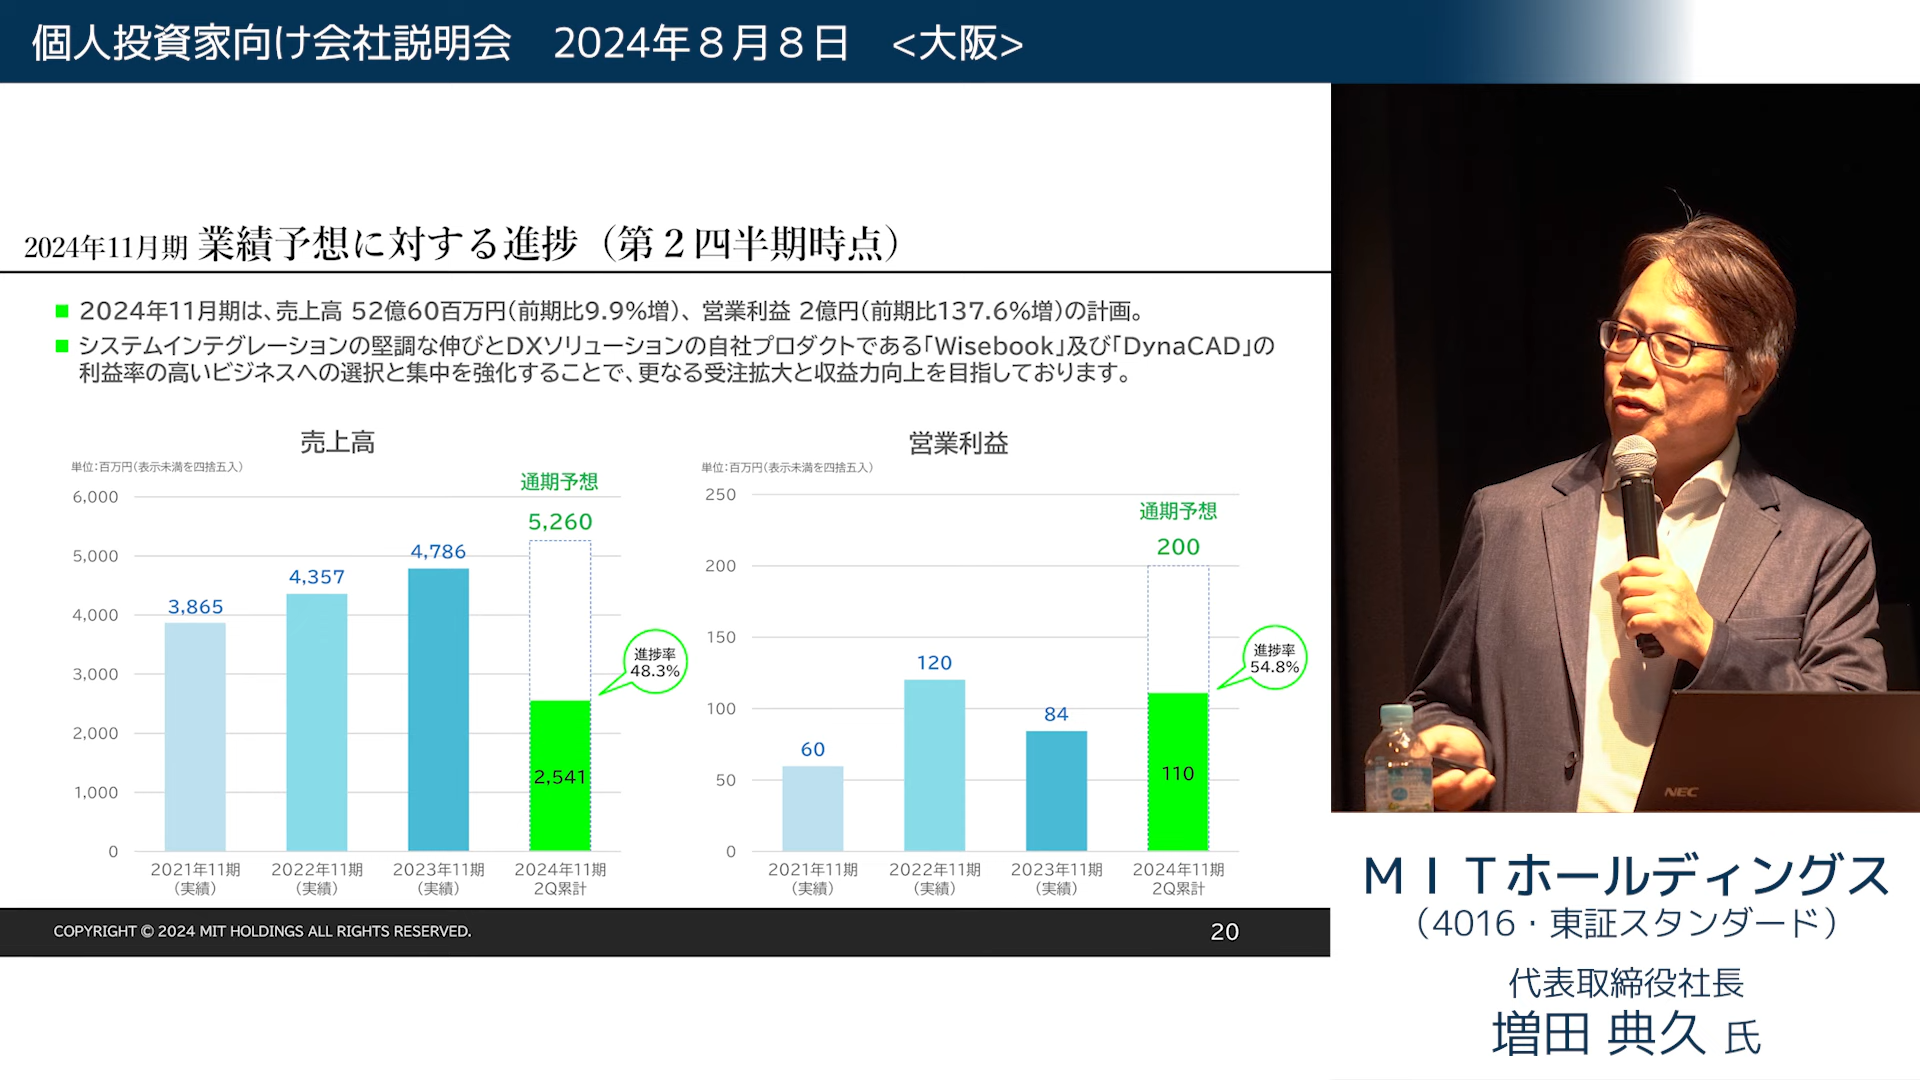 個人投資家向け会社説明会　2024年８月８日　<大阪>
2024年11月期 業績予想に対する進捗（第２四半期時点）
■ 2024年11月期は、売上高 52億60百万円（前期比9.9%増）、営業利益 2億円（前期比137.6%増）の計画。
■ システムインテグレーションの堅調な伸びとDXソリューションの自社プロダクトである「Wisebook」及び「DynaCAD」の
利益率の高いビジネスへの選択と集中を強化することで、更なる受注拡大と収益力向上を目指しております。
売上高
単位：百万円（表示未満を四捨五入）
通期予想
5,260
6,000
5,000
4,000
3,000
2,000
1,000
0
3,865
4,357
4,786
2,541
進捗率
48.3%
2021年11期
（実績）
2022年11期
（実績）
2023年11期
（実績）
2024年11期
2Q累計
営業利益
単位：百万円（表示未満を四捨五入）
通期予想
200
250
200
150
100
50
0
60
120
84
110
進捗率
54.8%
2021年11期
（実績）
2022年11期
（実績）
2023年11期
（実績）
2024年11期
2Q累計
COPYRIGHT © 2024 MIT HOLDINGS ALL RIGHTS RESERVED.
20
NEC
ＭＩＴホールディングス
（4016・東証スタンダード）
代表取締役社長
増田 典久 氏